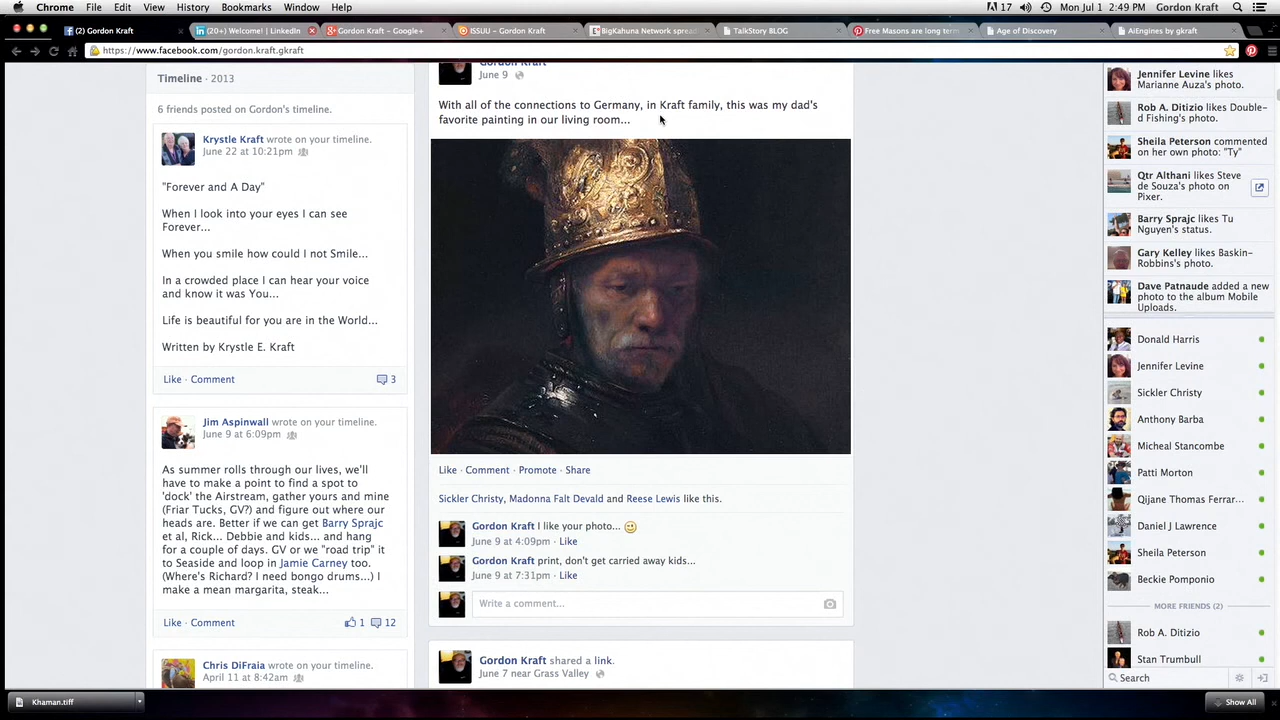 Chrome File Edit View History Bookmarks Window Help
17 Mon Jul 1 2:49 PM Gordon Kraft
(2) Gordon Kraft
(20+) Welcome! | LinkedIn
Gordon Kraft - Google+
ISSUU - Gordon Kraft
BigKahuna Network spread
TalkStory BLOG
Free Masons are long term
Age of Discovery
AiEngines by gkraft
https://www.facebook.com/gordon.kraft.gkraft
Timeline · 2013
6 friends posted on Gordon's timeline.
Krystle Kraft wrote on your timeline.
June 22 at 10:21pm
"Forever and A Day"
When I look into your eyes I can see
Forever...
When you smile how could I not Smile...
In a crowded place I can hear your voice
and know it was You...
Life is beautiful for you are in the World...
Written by Krystle E. Kraft
Like · Comment 3
Jim Aspinwall wrote on your timeline.
June 9 at 6:09pm
As summer rolls through our lives, we'll
have to make a point to find a spot to
'dock' the Airstream, gather yours and mine
(Friar Tucks, GV?) and figure out where our
heads are. Better if we can get Barry Sprajc
et al, Rick... Debbie and kids... and hang
for a couple of days. GV or we "road trip" it
to Seaside and loop in Jamie Carney too.
(Where's Richard? I need bongo drums...) I
make a mean margarita, steak...
Like · Comment 1 12
Chris DiFraia wrote on your timeline.
April 11 at 8:42am
Gordon Kraft
June 9
With all of the connections to Germany, in Kraft family, this was my dad's
favorite painting in our living room...
Like · Comment · Promote · Share
Sickler Christy, Madonna Falt Devald and Reese Lewis like this.
Gordon Kraft I like your photo...
June 9 at 4:09pm · Like
Gordon Kraft print, don't get carried away kids...
June 9 at 7:31pm · Like
Write a comment...
Gordon Kraft shared a link.
June 7 near Grass Valley
Jennifer Levine likes
Marianne Auza's photo.
Rob A. Ditizio likes Double-
d Fishing's photo.
Sheila Peterson commented
on her own photo: "Ty"
Qtr Althani likes Steve
de Souza's photo on
Pixer.
Barry Sprajc likes Tu
Nguyen's status.
Gary Kelley likes Baskin-
Robbins's photo.
Dave Patnaude added a new
photo to the album Mobile
Uploads.
Donald Harris
Jennifer Levine
Sickler Christy
Anthony Barba
Micheal Stancombe
Patti Morton
Qijane Thomas Ferrar...
Daniel J Lawrence
Sheila Peterson
Beckie Pomponio
MORE FRIENDS (2)
Rob A. Ditizio
Stan Trumbull
Search
Khaman.tiff
Show All